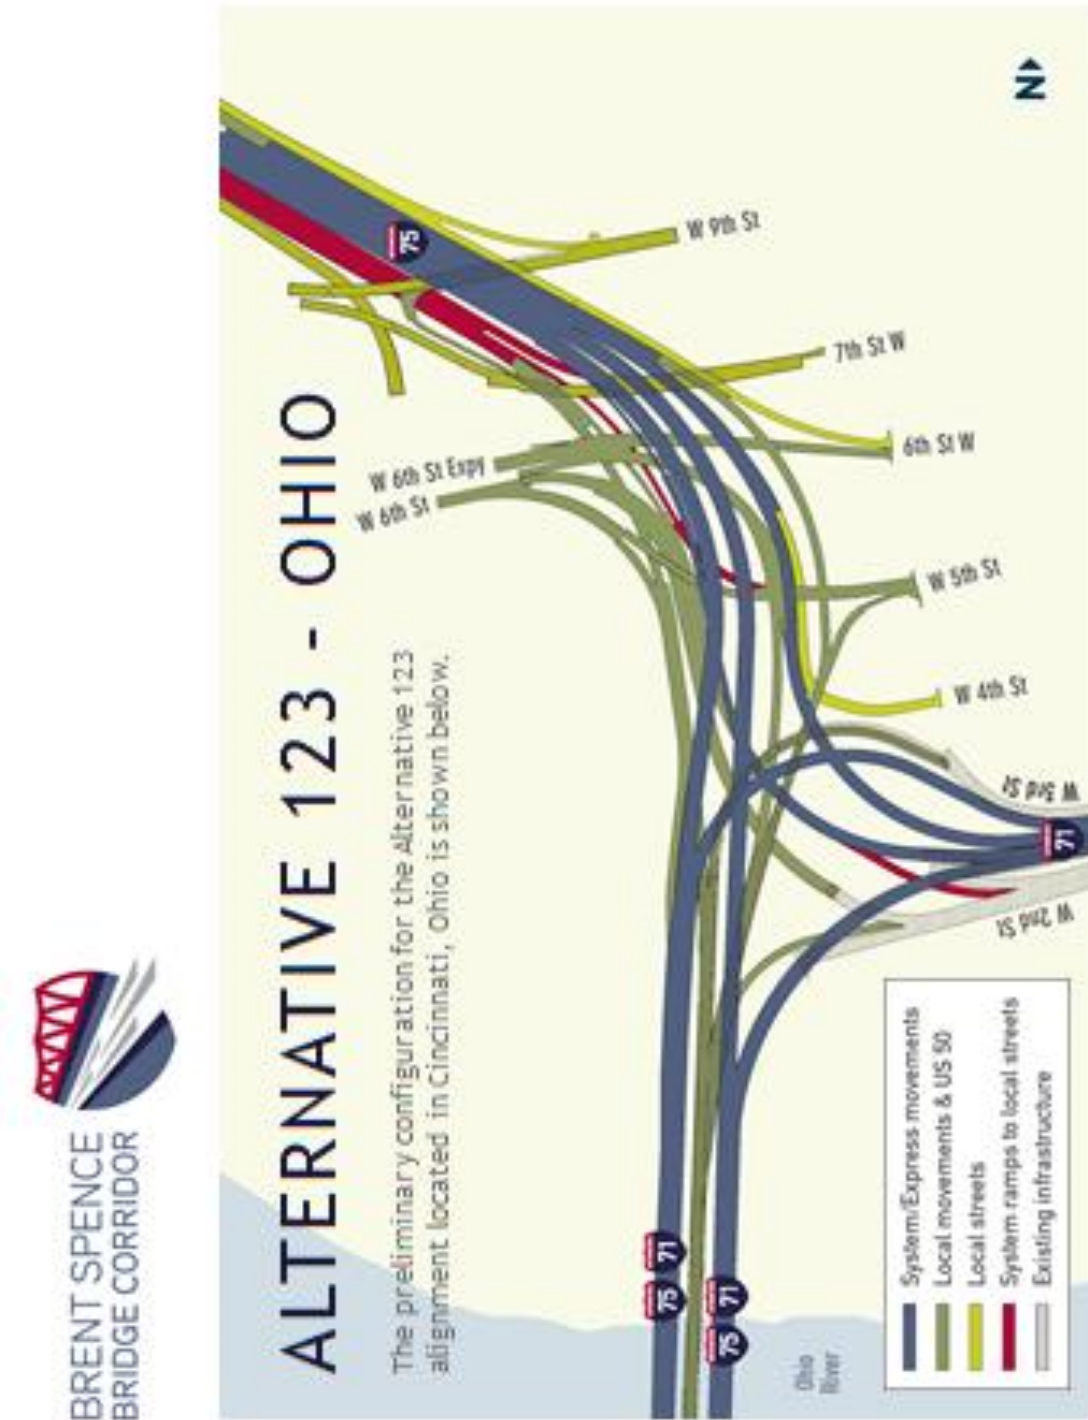 BRENT SPENCE
BRIDGE CORRIDOR
ALTERNATIVE 123 - OHIO
The preliminary configuration for the Alternative 123
alignment located in Cincinnati, Ohio is shown below.
N
75
W 9th St
7th St W
6th St W
W 6th St Expy
W 6th St
W 5th St
W 4th St
W 3rd St
71
W 2nd St
75 71
75 71
Ohio
River
System/Express movements
Local movements & US 50
Local streets
System ramps to local streets
Existing infrastructure